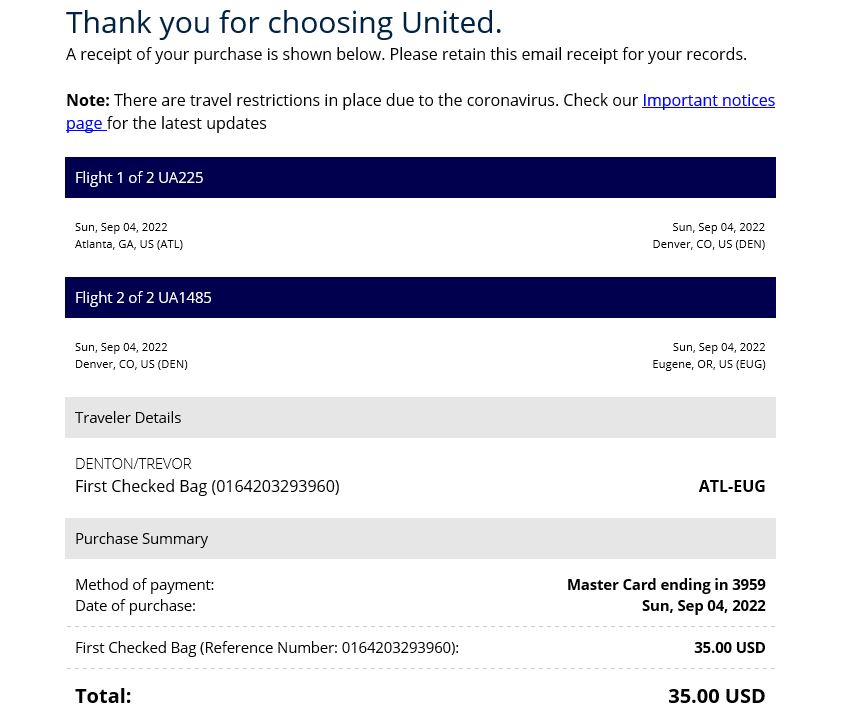 Thank you for choosing United.
A receipt of your purchase is shown below. Please retain this email receipt for your records.
Note: There are travel restrictions in place due to the coronavirus. Check our Important notices
page for the latest updates
Flight 1 of 2 UA225
Sun, Sep 04, 2022 Sun, Sep 04, 2022
Atlanta, GA, US (ATL) Denver, CO, US (DEN)
Flight 2 of 2 UA1485
Sun, Sep 04, 2022 Sun, Sep 04, 2022
Denver, CO, US (DEN) Eugene, OR, US (EUG)
Traveler Details
DENTON/TREVOR
First Checked Bag (0164203293960) ATL-EUG
Purchase Summary
Method of payment: Master Card ending in 3959
Date of purchase: Sun, Sep 04, 2022
First Checked Bag (Reference Number: 0164203293960): 35.00 USD
Total: 35.00 USD